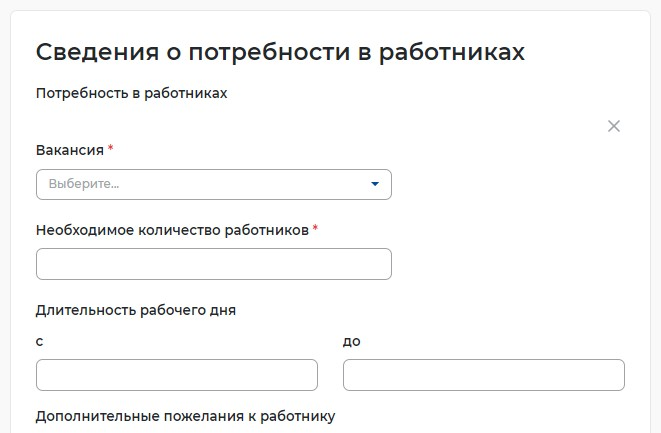 Сведения о потребности в работниках
Потребность в работниках
Вакансия *
Выберите...
Необходимое количество работников *
Длительность рабочего дня
с до
Дополнительные пожелания к работнику